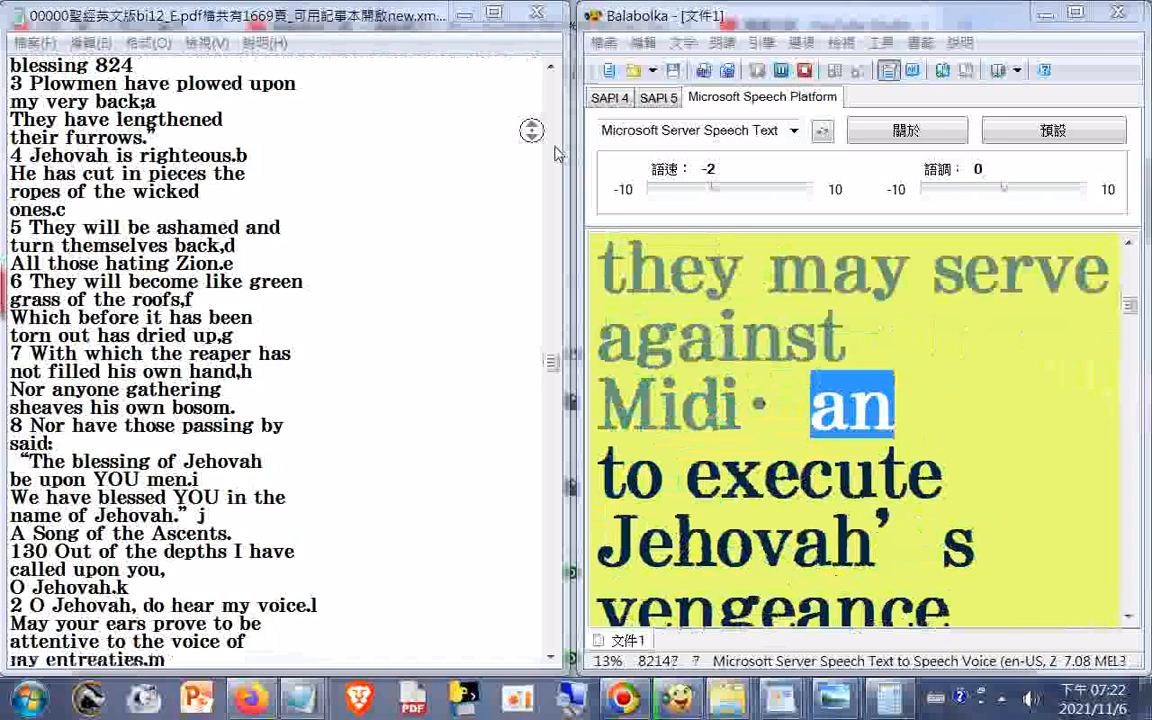 00000聖經英文版bi12_E.pdf檔共有1669頁_可用記事本開啟new.xm...
檔案(F) 編輯(E) 格式(O) 檢視(V) 說明(H)
blessing 824
3 Plowmen have plowed upon
my very back;a
They have lengthened
their furrows.”
4 Jehovah is righteous.b
He has cut in pieces the
ropes of the wicked
ones.c
5 They will be ashamed and
turn themselves back,d
All those hating Zion.e
6 They will become like green
grass of the roofs,f
Which before it has been
torn out has dried up,g
7 With which the reaper has
not filled his own hand,h
Nor anyone gathering
sheaves his own bosom.
8 Nor have those passing by
said:
“The blessing of Jehovah
be upon YOU men.i
We have blessed YOU in the
name of Jehovah.” j
A Song of the Ascents.
130 Out of the depths I have
called upon you,
O Jehovah.k
2 O Jehovah, do hear my voice.l
May your ears prove to be
attentive to the voice of
my entreaties.m
Balabolka - [文件1]
檔案 編輯 文字 朗讀 引擎 選項 檢視 工具 書籤 說明
SAPI 4 SAPI 5 Microsoft Speech Platform
Microsoft Server Speech Text 關於 預設
語速： -2 語調： 0
-10 10 -10 10
they may serve
against
Midi· an
to execute
Jehovah’s
vengeance
文件1
13% 82147 ? Microsoft Server Speech Text to Speech Voice (en-US, Z 7.08 МЕ
PDF
下午 07:22
2021/11/6